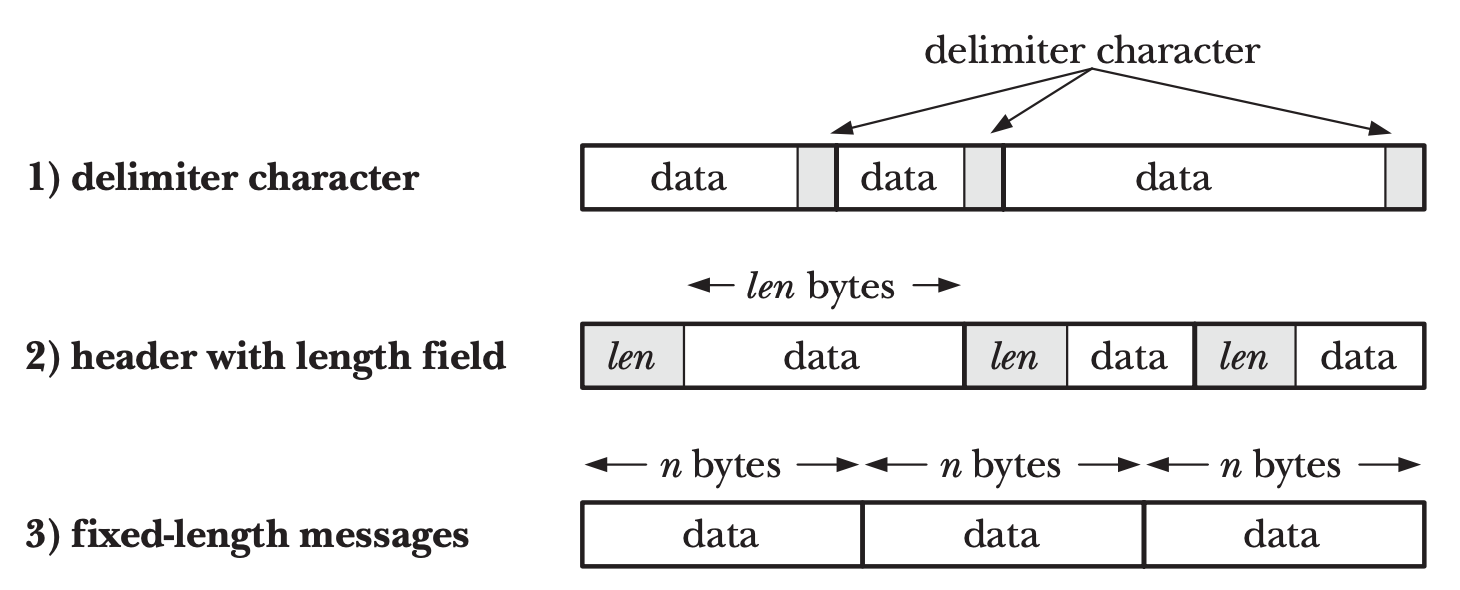 delimiter character
1) delimiter character
data data data
len bytes
2) header with length field
len data len data len data
n bytes n bytes n bytes
3) fixed-length messages
data data data